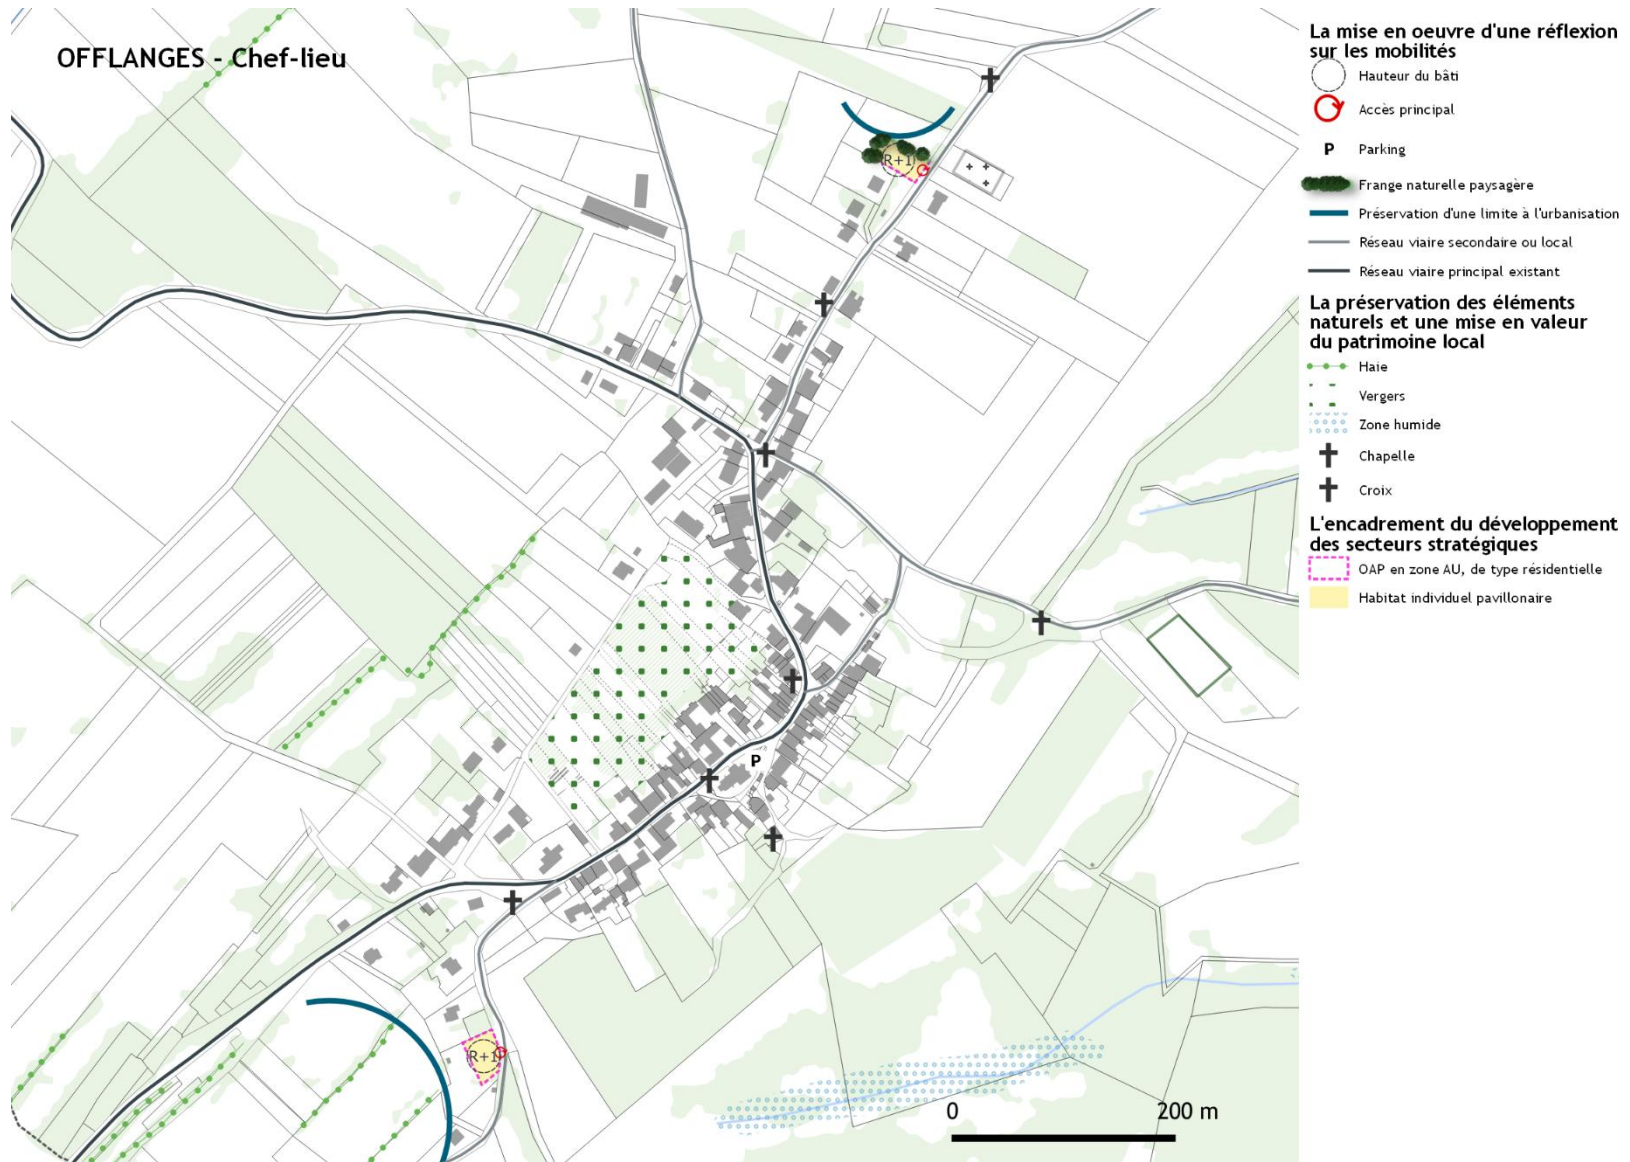 OFFLANGES - Chef-lieu
R+1
P
R+1
0
200 m
La mise en oeuvre d'une réflexion
sur les mobilités
Hauteur du bâti
Accès principal
P Parking
Frange naturelle paysagère
Préservation d'une limite à l'urbanisation
Réseau viaire secondaire ou local
Réseau viaire principal existant
La préservation des éléments
naturels et une mise en valeur
du patrimoine local
Haie
Vergers
Zone humide
Chapelle
Croix
L'encadrement du développement
des secteurs stratégiques
OAP en zone AU, de type résidentielle
Habitat individuel pavillonaire